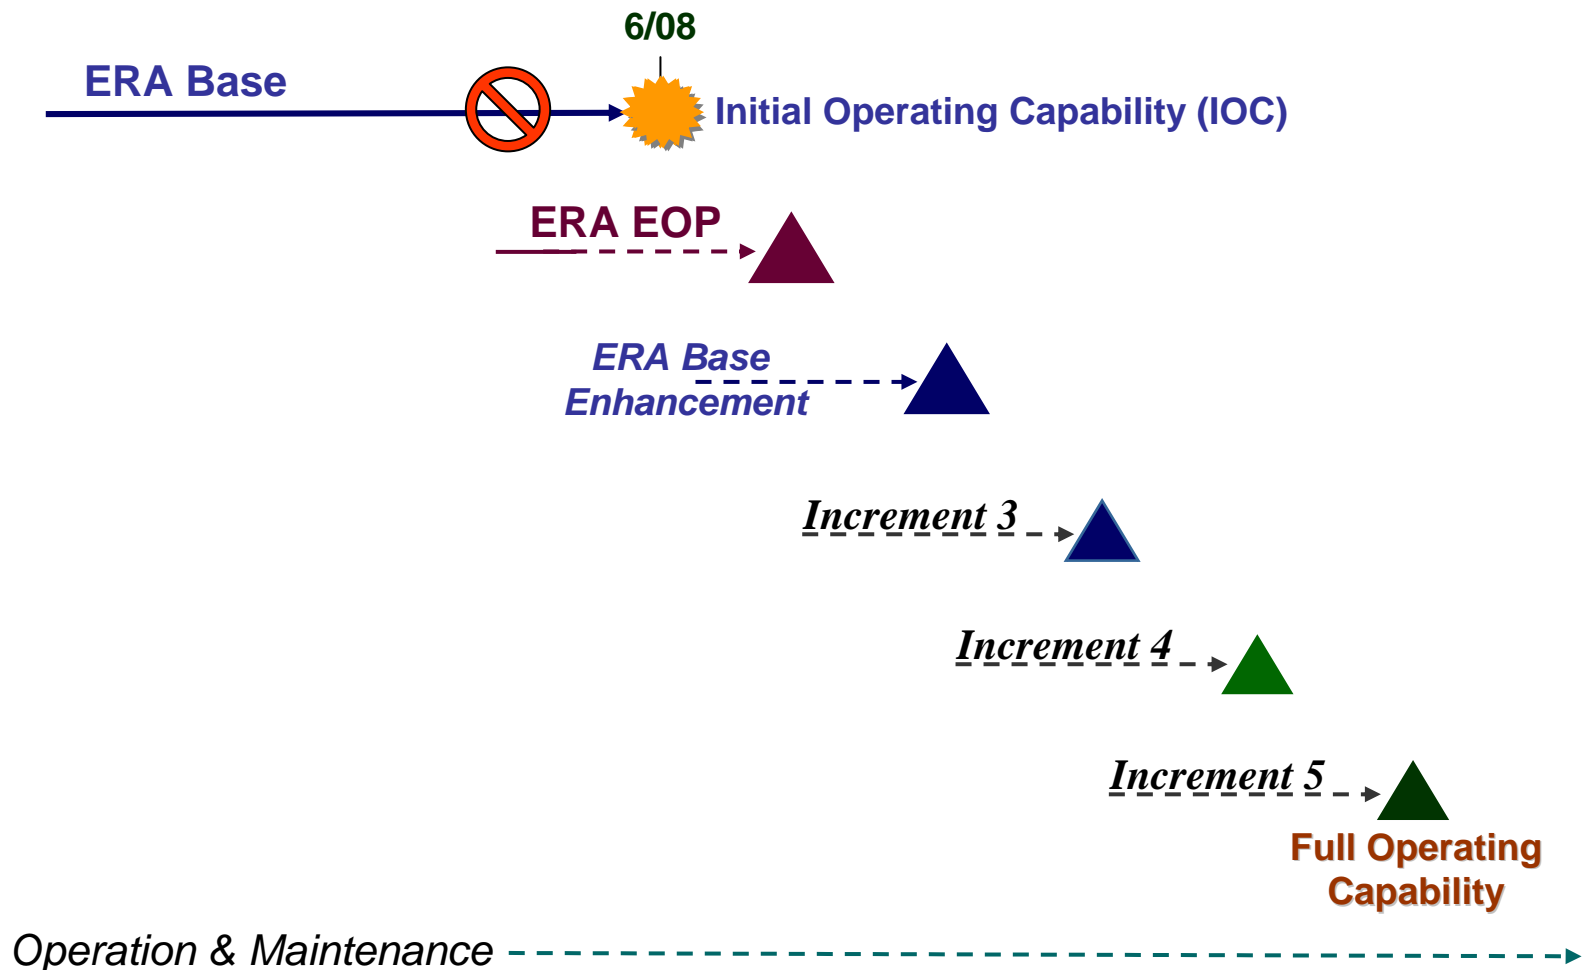 6/08
ERA Base
Initial Operating Capability (IOC)
ERA EOP
ERA Base
Enhancement
Increment 3
Increment 4
Increment 5
Full Operating
Capability
Operation & Maintenance